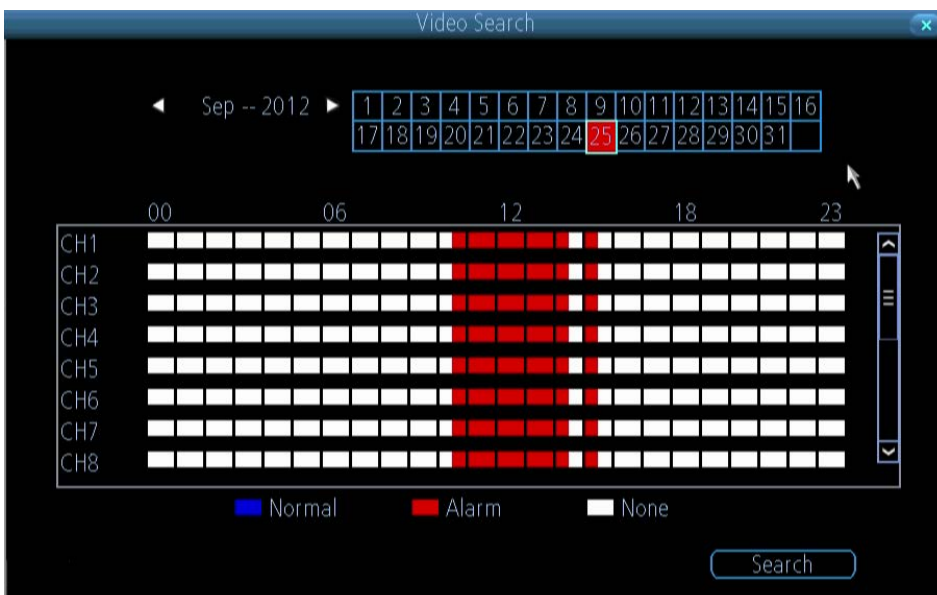 Video Search
Sep -- 2012
1 2 3 4 5 6 7 8 9 10 11 12 13 14 15 16
17 18 19 20 21 22 23 24 25 26 27 28 29 30 31
00 06 12 18 23
CH1
CH2
CH3
CH4
CH5
CH6
CH7
CH8
Normal Alarm None
Search